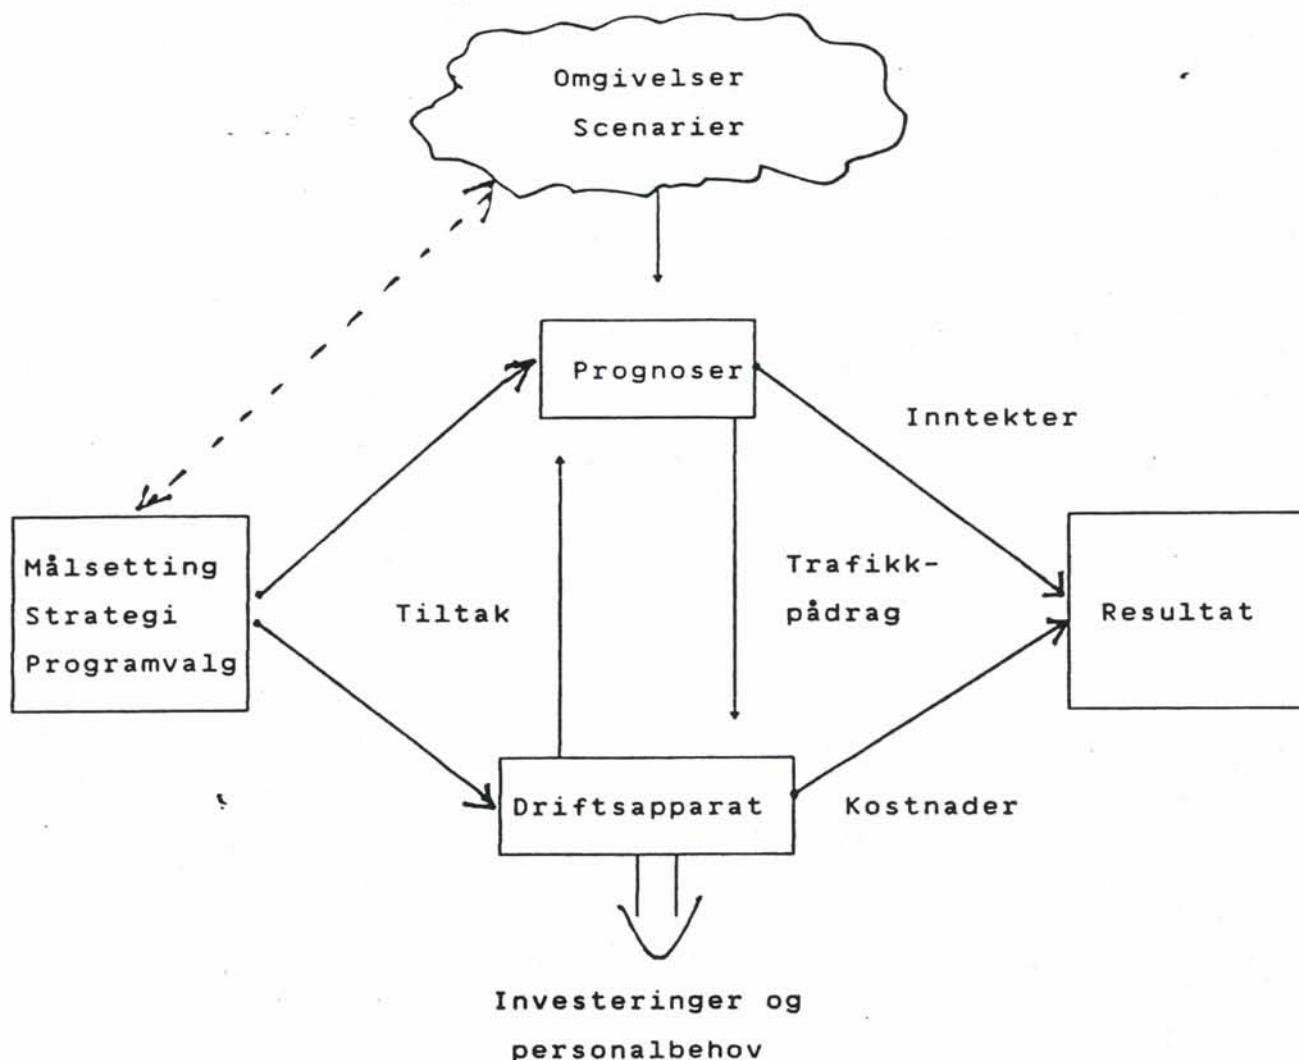 Omgivelser
Scenarier
Prognoser
Inntekter
Målsetting
Strategi
Programvalg
Tiltak
Trafikk-
pådrag
Resultat
Driftsapparat
Kostnader
Investeringer og
personalbehov